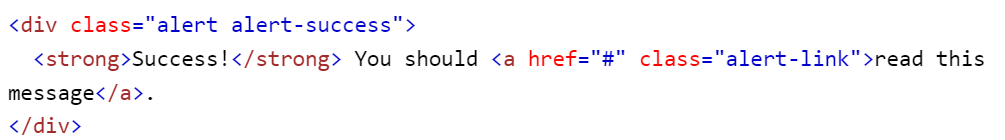 <div class="alert alert-success">
  <strong>Success!</strong> You should <a href="#" class="alert-link">read this
message</a>.
</div>